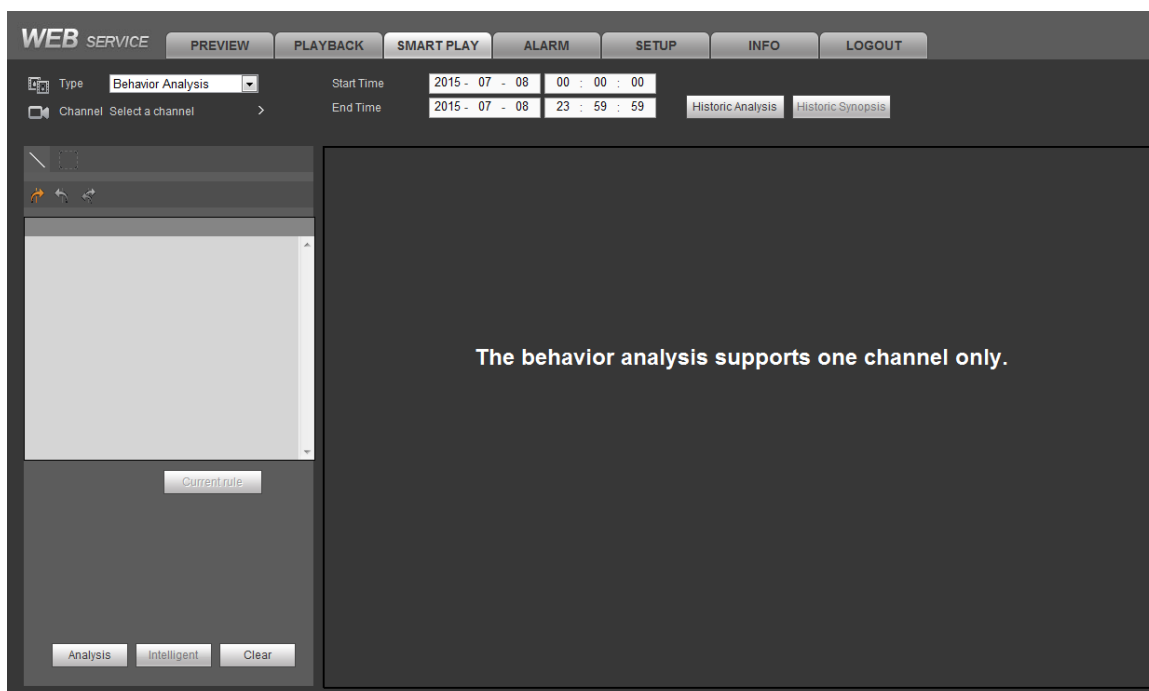 WEB SERVICE PREVIEW PLAYBACK SMART PLAY ALARM SETUP INFO LOGOUT
Type Behavior Analysis Start Time 2015 - 07 - 08 00 : 00 : 00
Channel Select a channel > End Time 2015 - 07 - 08 23 : 59 : 59 Historic Analysis Historic Synopsis
The behavior analysis supports one channel only.
Current rule
Analysis Intelligent Clear